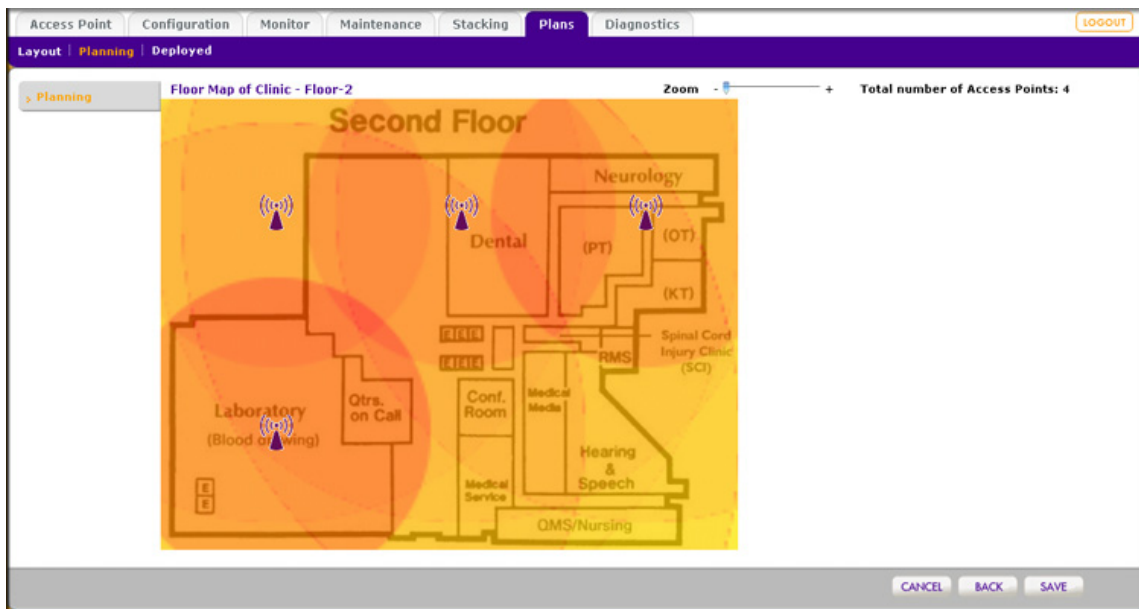 Access Point Configuration Monitor Maintenance Stacking Plans Diagnostics LOGOUT
Layout Planning Deployed
Planning
Floor Map of Clinic - Floor-2 Zoom - + Total number of Access Points: 4
Second Floor
Neurology
Dental
(PT)
(OT)
(KT)
E E E
Spinal Cord
Injury Clinic
(SCI)
RMS
E E E
Qtrs.
on Call
Conf.
Room
Medical
Media
Laboratory
(Blood drawing)
Hearing
&
Speech
E
E
Medical
Service
QMS/Nursing
CANCEL BACK SAVE